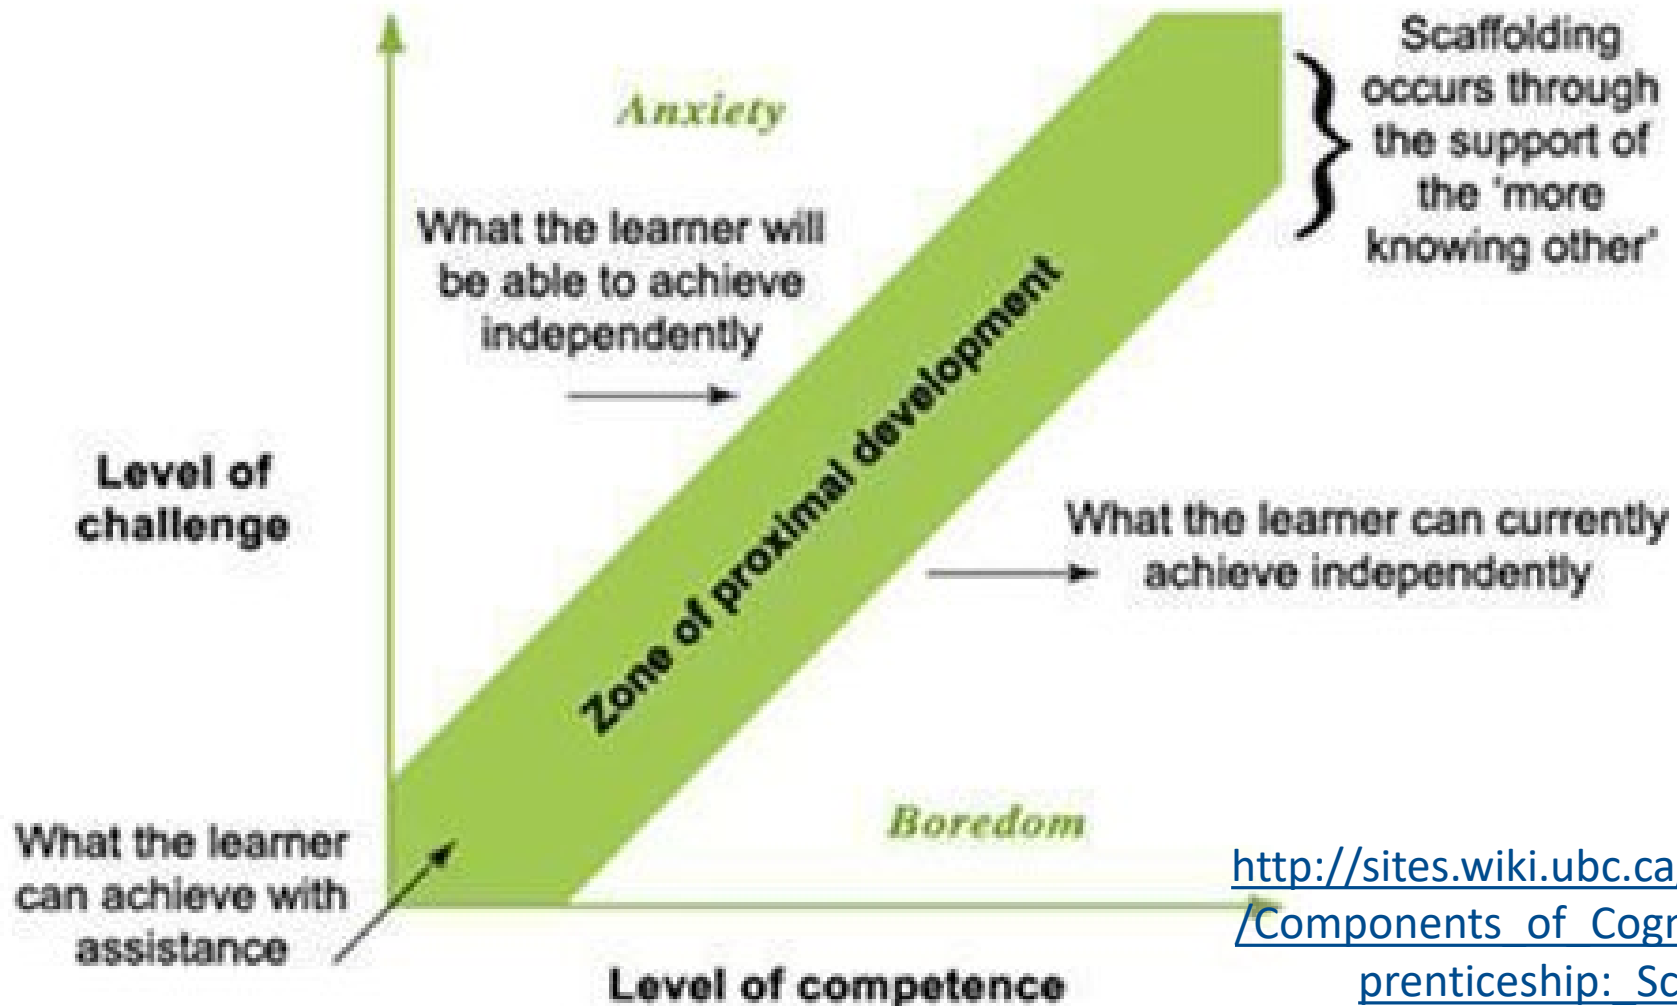 Anxiety
Scaffolding
occurs through
the support of
the 'more
knowing other'
What the learner will
be able to achieve
independently
Zone of proximal development
Level of
challenge
What the learner can currently
achieve independently
Boredom
What the learner
can achieve with
assistance
Level of competence
http://sites.wiki.ubc.ca/
/Components_of_Cogn
prenticeship:_Sc